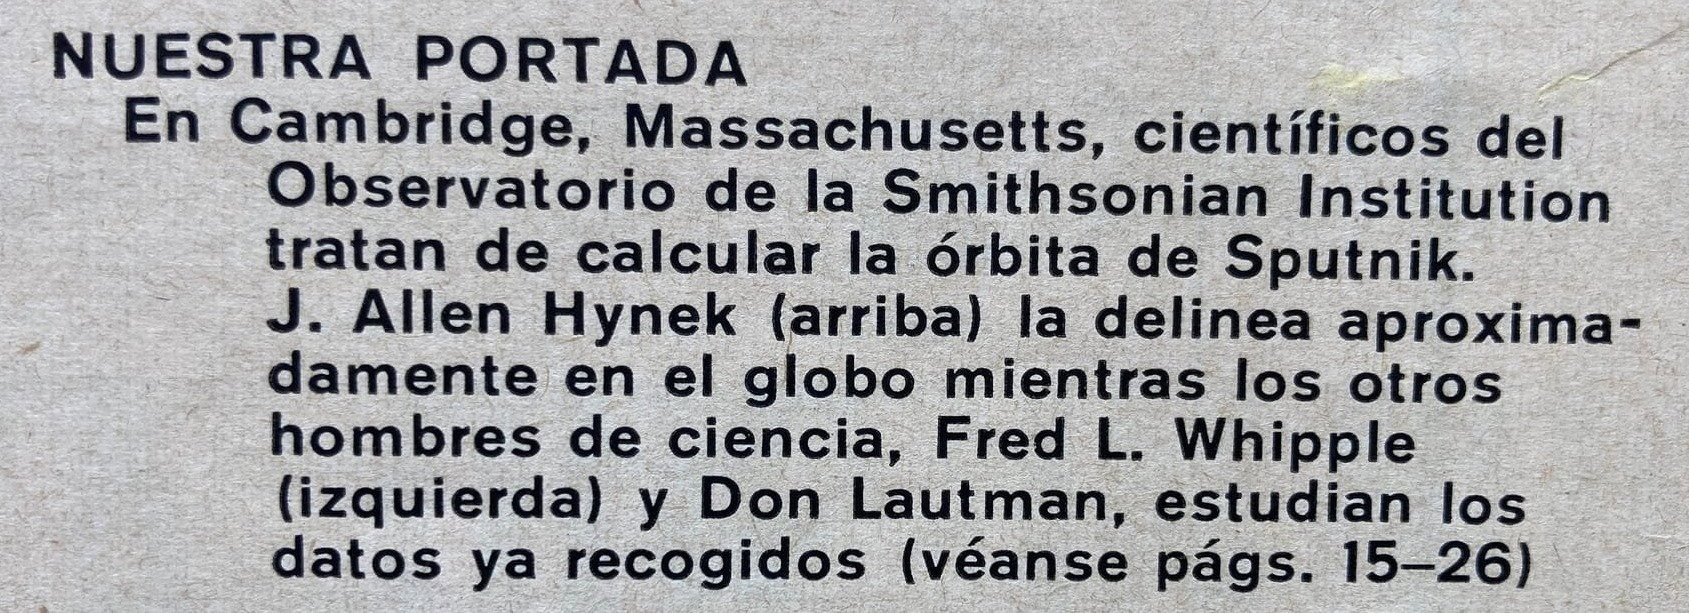 NUESTRA PORTADA
En Cambridge, Massachusetts, científicos del
Observatorio de la Smithsonian Institution
tratan de calcular la órbita de Sputnik.
J. Allen Hynek (arriba) la delinea aproxima-
damente en el globo mientras los otros
hombres de ciencia, Fred L. Whipple
(izquierda) y Don Lautman, estudian los
datos ya recogidos (véanse págs. 15–26)